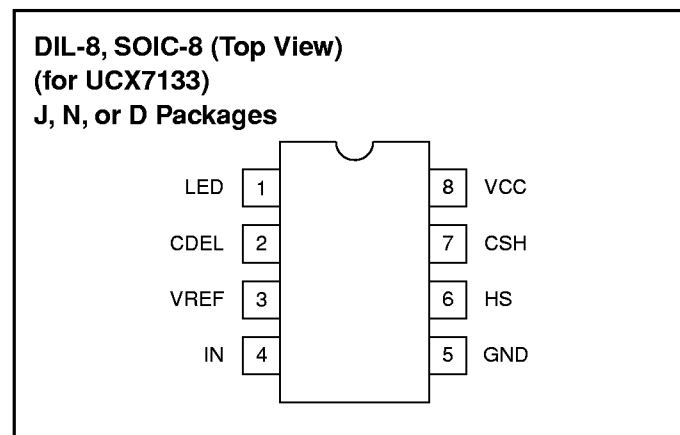 DIL-8, SOIC-8 (Top View)
(for UCX7133)
J, N, or D Packages
LED 1 8 VCC
CDEL 2 7 CSH
VREF 3 6 HS
IN 4 5 GND